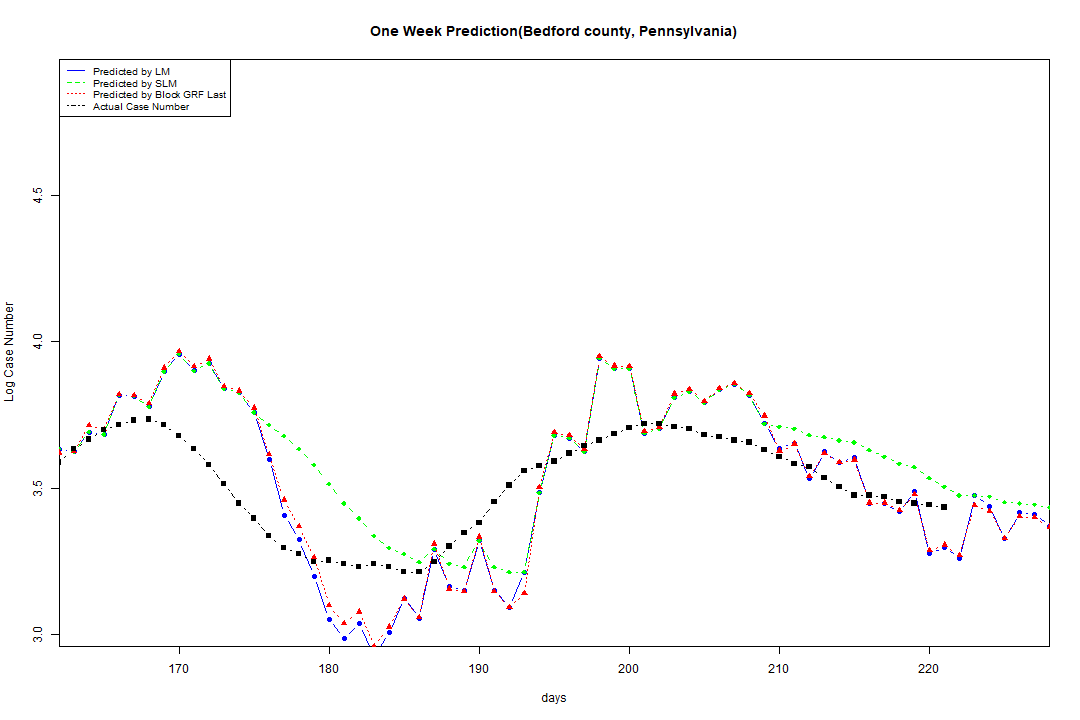 One Week Prediction(Bedford county, Pennsylvania)
Predicted by LM
Predicted by SLM
Predicted by Block GRF Last
Actual Case Number
4.5
4.0
3.5
3.0
Log Case Number
170 180 190 200 210 220
days